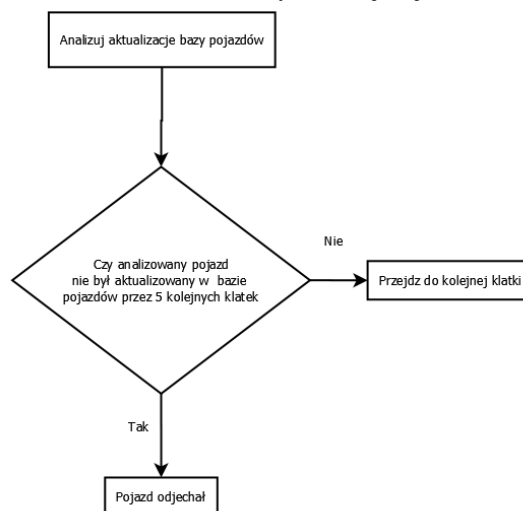 Analizuj aktualizacje bazy pojazdów
Czy analizowany pojazd
nie był aktualizowany w bazie
pojazdów przez 5 kolejnych klatek
Nie
Przejdz do kolejnej klatki
Tak
Pojazd odjechał